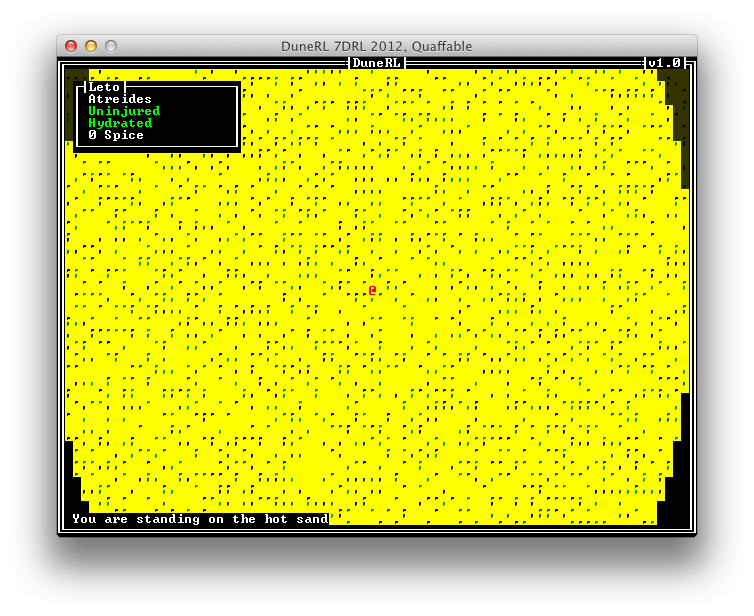 DuneRL 7DRL 2012, Quaffable
DuneRL
v1.0
Leto
Atreides
Uninjured
Hydrated
0 Spice
@
You are standing on the hot sand